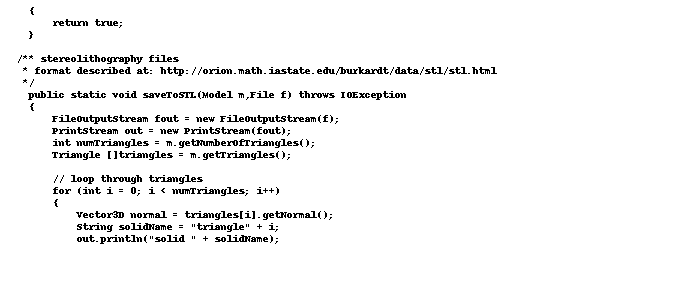 {
return true;
}
/** stereolithography files
* format described at: http://orion.math.iastate.edu/burkardt/data/stl/stl.html
*/
public static void saveToSTL(Model m,File f) throws IOException
{
FileOutputStream fout = new FileOutputStream(f);
PrintStream out = new PrintStream(fout);
int numTriangles = m.getNumberOfTriangles();
Triangle []triangles = m.getTriangles();
// loop through triangles
for (int i = 0; i < numTriangles; i++)
{
Vector3D normal = triangles[i].getNormal();
String solidName = "triangle" + i;
out.println("solid " + solidName);